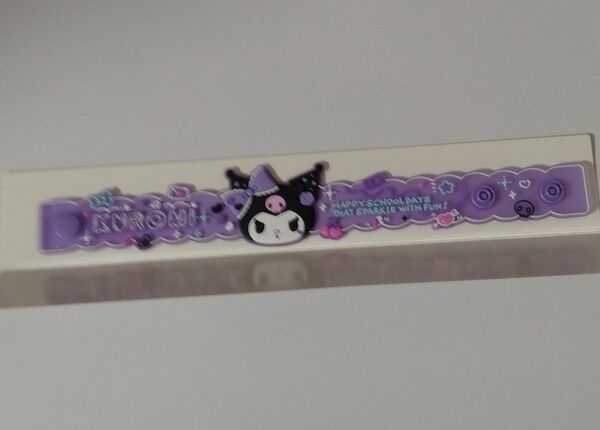 KUROMI
HAPPY SCHOOL DAYS
THAT SPARKLE WITH FUN!